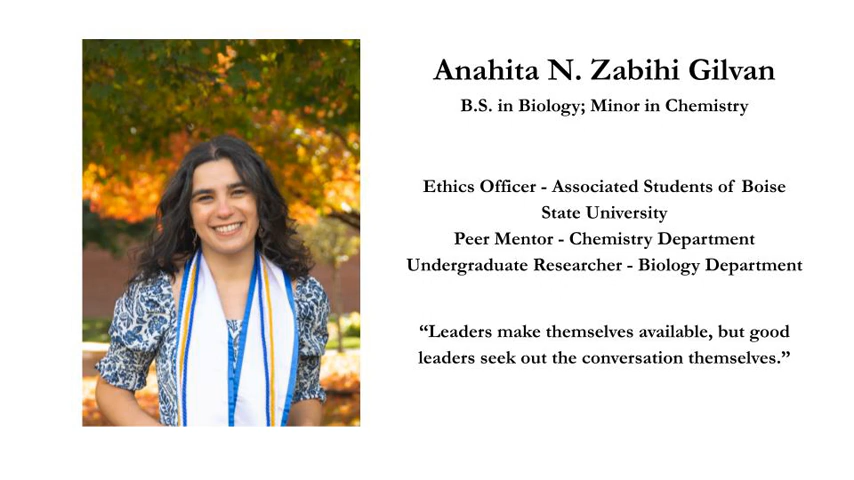 Anahita N. Zabihi Gilvan
B.S. in Biology; Minor in Chemistry
Ethics Officer - Associated Students of Boise
State University
Peer Mentor - Chemistry Department
Undergraduate Researcher - Biology Department
“Leaders make themselves available, but good
leaders seek out the conversation themselves.”